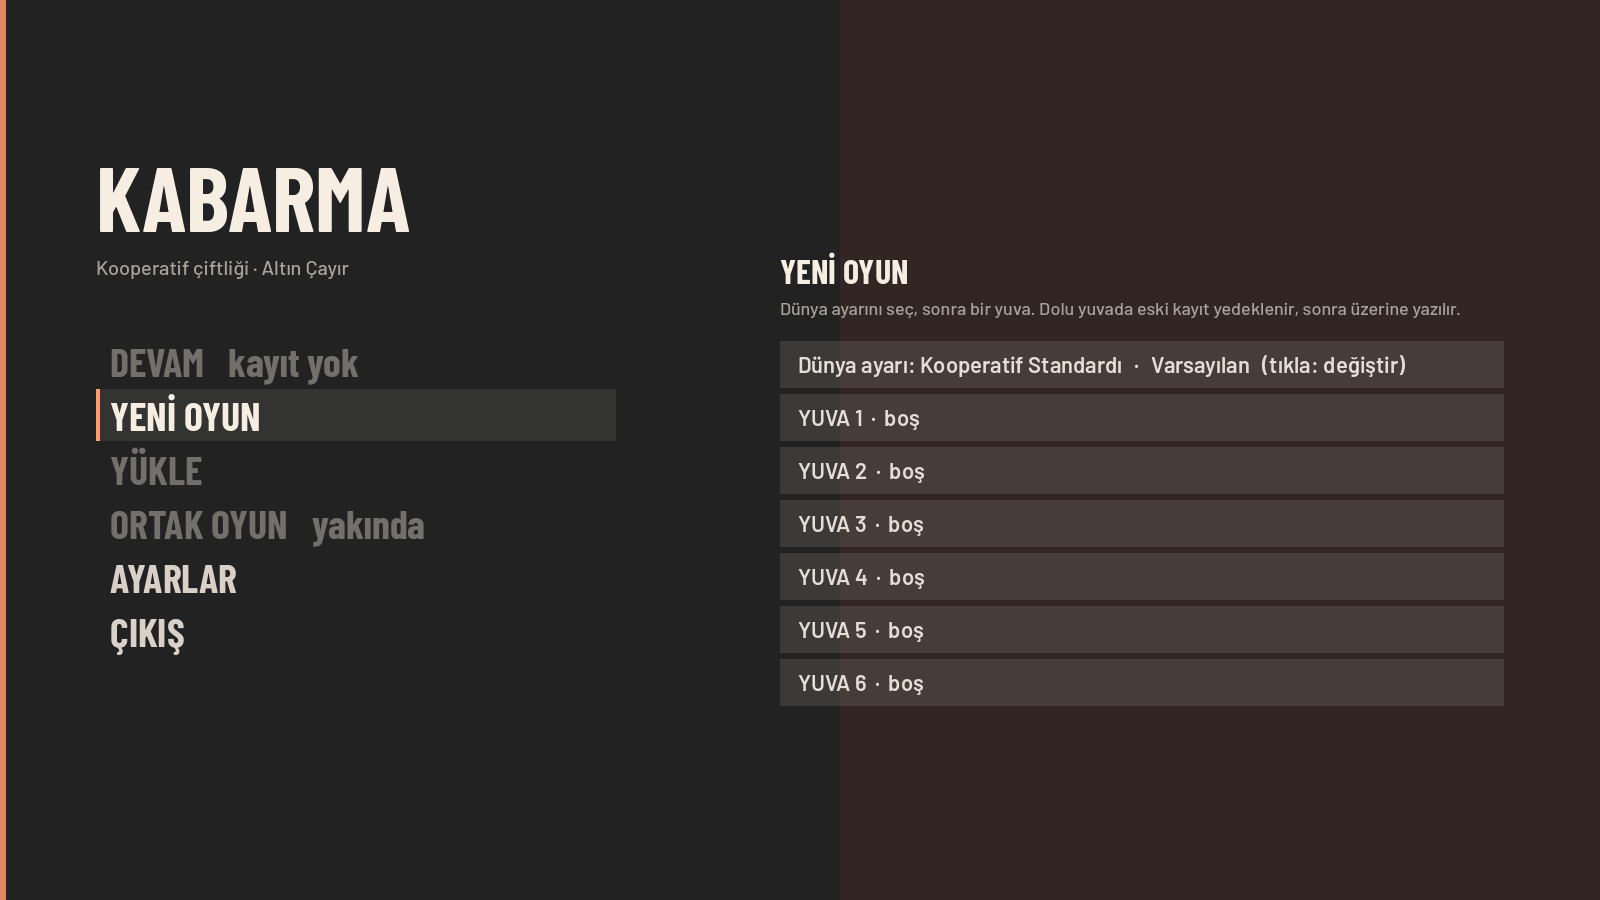 KABARMA
Kooperatif çiftliği · Altın Çayır
DEVAM kayıt yok
YENİ OYUN
YÜKLE
ORTAK OYUN yakında
AYARLAR
ÇIKIŞ
YENİ OYUN
Dünya ayarını seç, sonra bir yuva. Dolu yuvada eski kayıt yedeklenir, sonra üzerine yazılır.
Dünya ayarı: Kooperatif Standardı · Varsayılan (tıkla: değiştir)
YUVA 1 · boş
YUVA 2 · boş
YUVA 3 · boş
YUVA 4 · boş
YUVA 5 · boş
YUVA 6 · boş